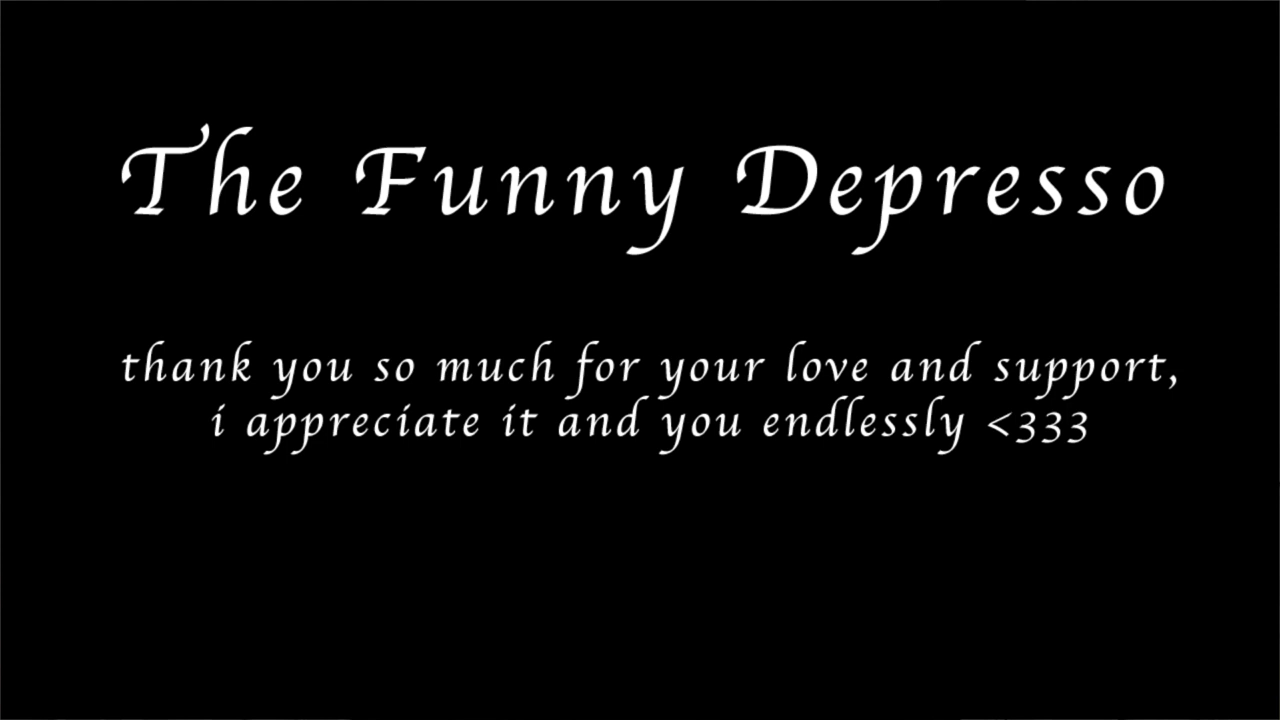 The Funny Depresso
thank you so much for your love and support,
i appreciate it and you endlessly <333